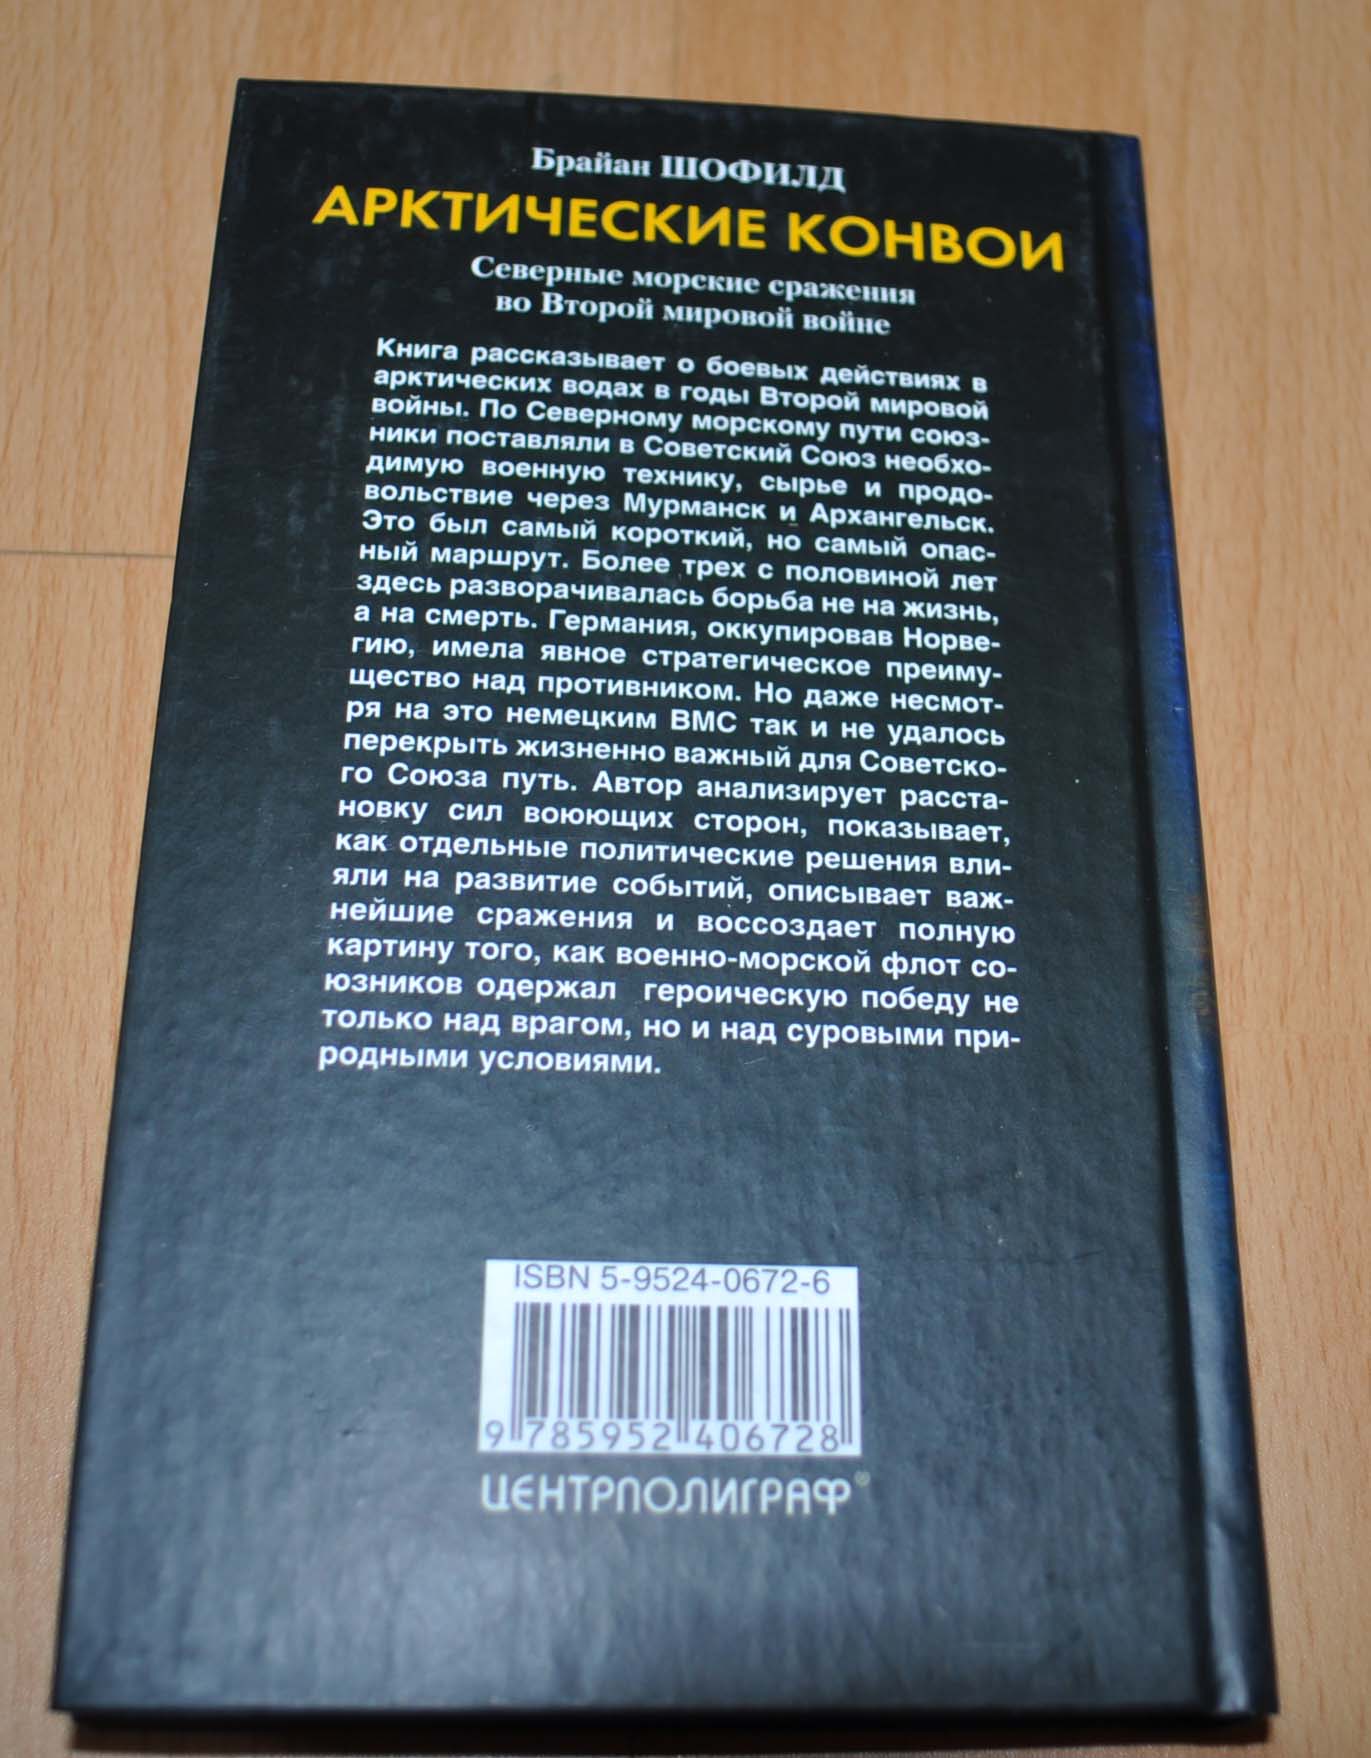 Брайан ШОФИЛД
АРКТИЧЕСКИЕ КОНВОИ
Северные морские сражения
во Второй мировой войне
Книга рассказывает о боевых действиях в
арктических водах в годы Второй мировой
войны. По Северному морскому пути союз-
ники поставляли в Советский Союз необхо-
димую военную технику, сырье и продо-
вольствие через Мурманск и Архангельск.
Это был самый короткий, но самый опас-
ный маршрут. Более трех с половиной лет
здесь разворачивалась борьба не на жизнь,
а на смерть. Германия, оккупировав Норве-
гию, имела явное стратегическое преиму-
щество над противником. Но даже несмот-
ря на это немецким ВМС так и не удалось
перекрыть жизненно важный для Советско-
го Союза путь. Автор анализирует расста-
новку сил воюющих сторон, показывает,
как отдельные политические решения вли-
яли на развитие событий, описывает важ-
нейшие сражения и воссоздает полную
картину того, как военно-морской флот со-
юзников одержал героическую победу не
только над врагом, но и над суровыми при-
родными условиями.
ISBN 5-9524-0672-6
9 785952 406728
ЦЕНТРПОЛИГРАФ®